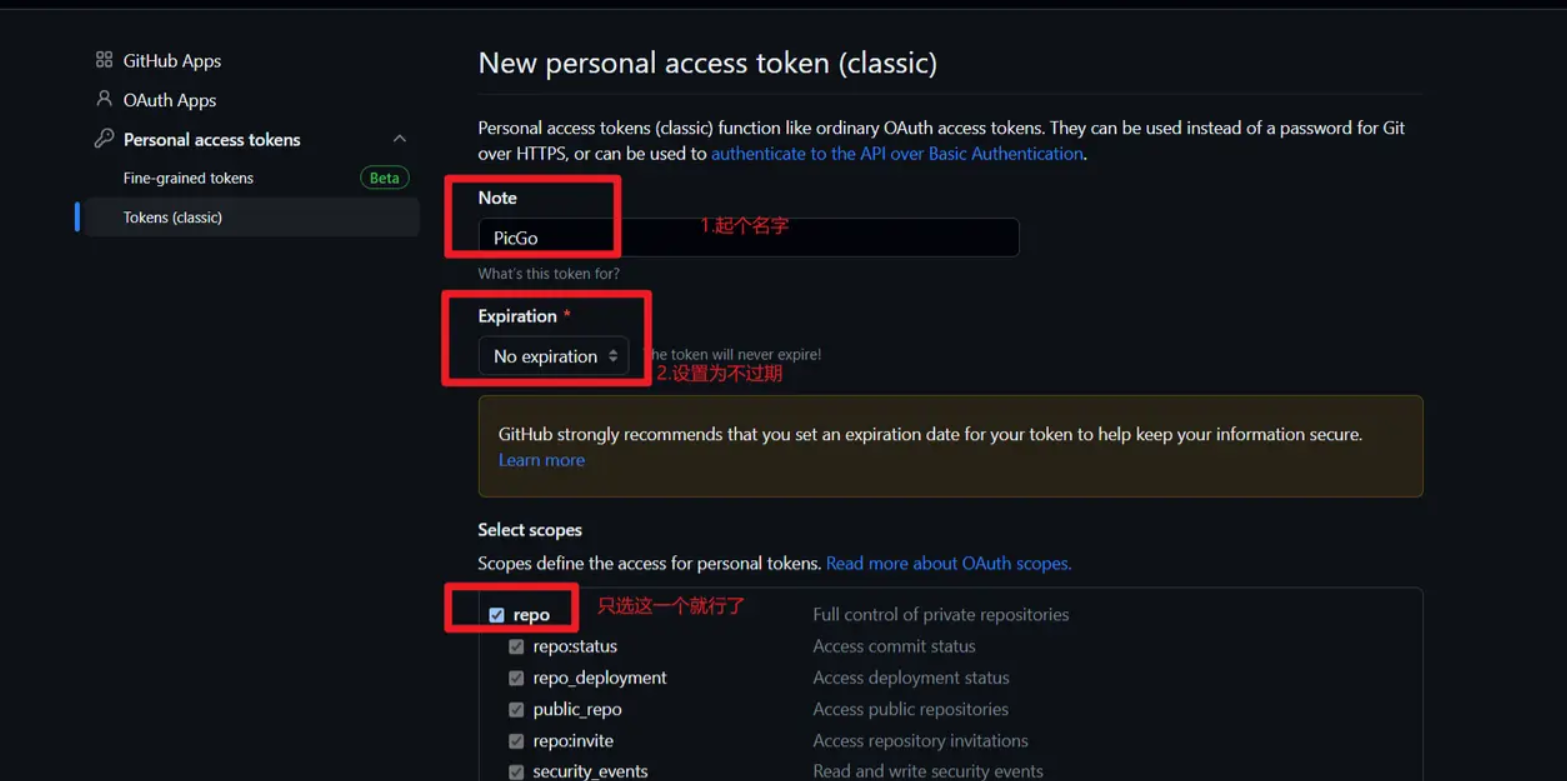 GitHub Apps
OAuth Apps
Personal access tokens
Fine-grained tokens Beta
Tokens (classic)
New personal access token (classic)
Personal access tokens (classic) function like ordinary OAuth access tokens. They can be used instead of a password for Git
over HTTPS, or can be used to authenticate to the API over Basic Authentication.
Note
PicGo
1.起个名字
What's this token for?
Expiration *
No expiration
he token will never expire!
2.设置为不过期
GitHub strongly recommends that you set an expiration date for your token to help keep your information secure.
Learn more
Select scopes
Scopes define the access for personal tokens. Read more about OAuth scopes.
repo 只选这一个就行了 Full control of private repositories
repo:status Access commit status
repo_deployment Access deployment status
public_repo Access public repositories
repo:invite Access repository invitations
security_events Read and write security events